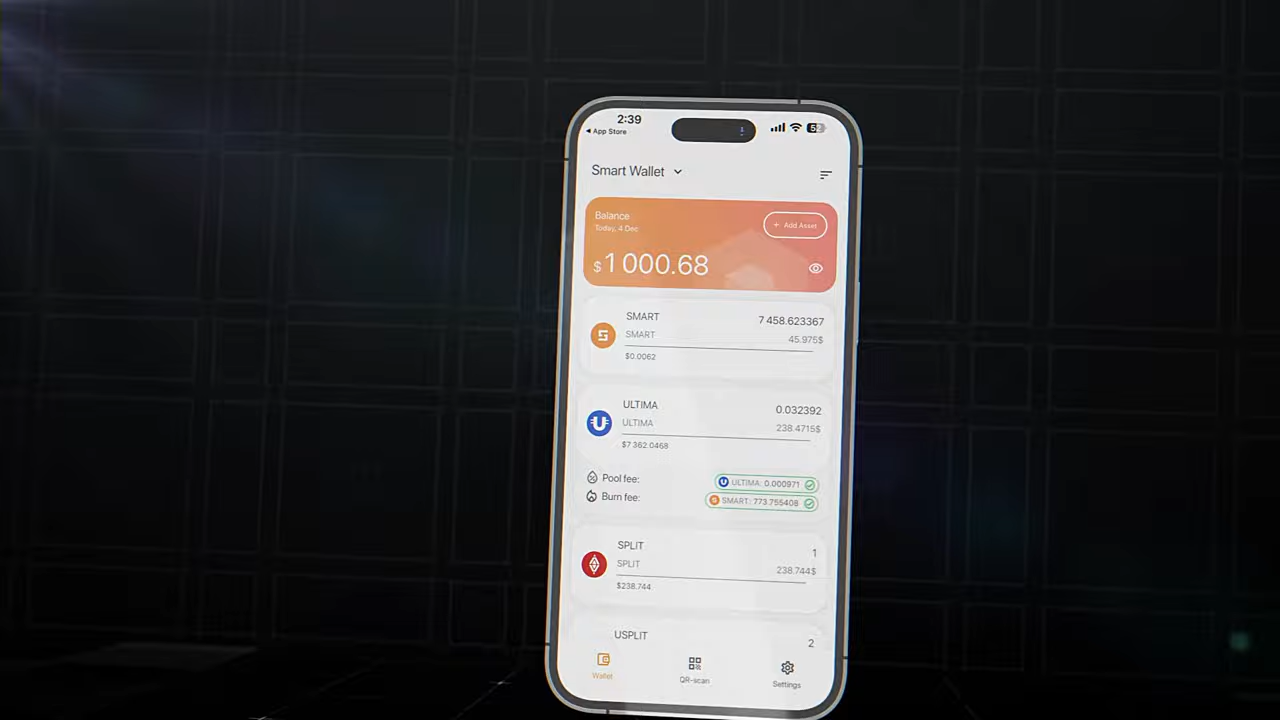 2:39
App Store
Smart Wallet
Balance
Today, 4 Dec
+ Add Asset
$1 000.68
SMART
7 458.623367
SMART
45.975$
$0.0062
ULTIMA
0.032392
ULTIMA
238.4715$
$7 362.0468
Pool fee:
ULTIMA: 0.000971
Burn fee:
SMART: 773.755408
SPLIT
1
SPLIT
238.744$
$238.744
USPLIT
2
Wallet
QR-scan
Settings